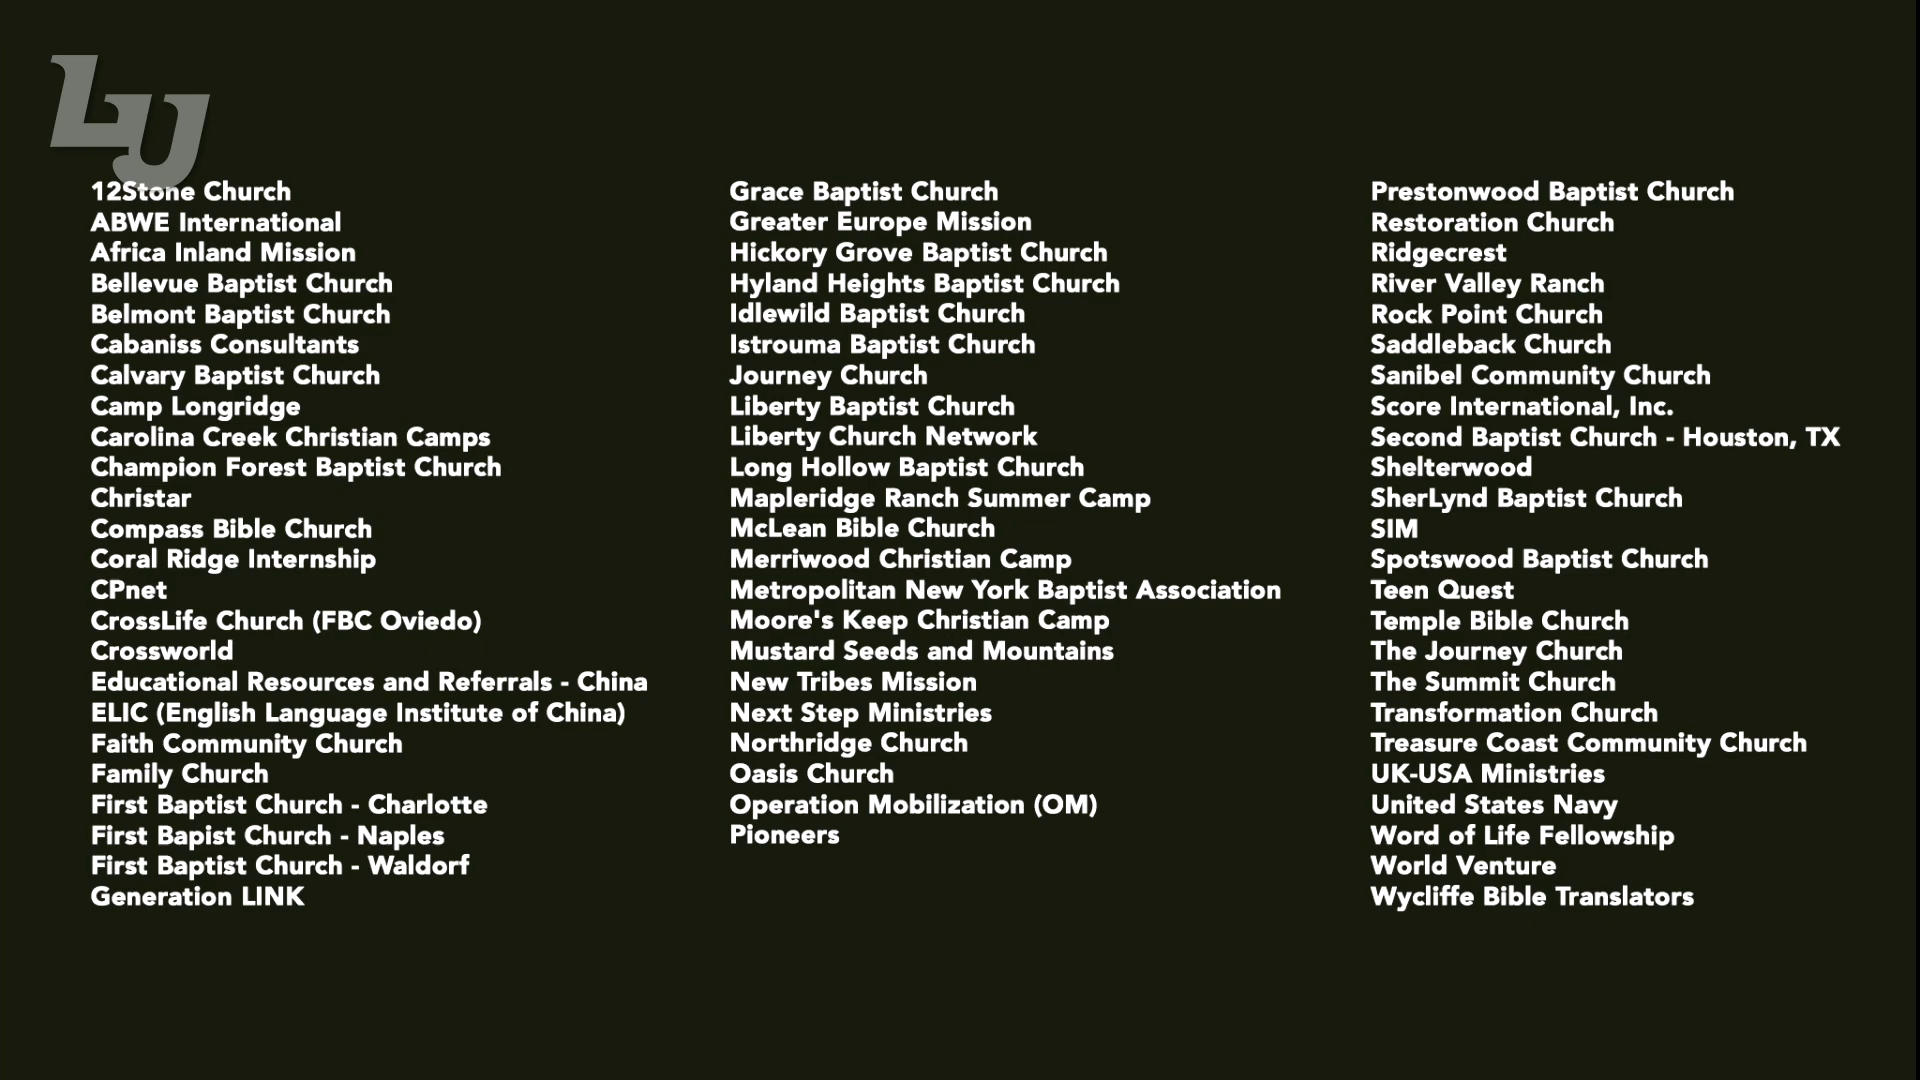 LU
12Stone Church
ABWE International
Africa Inland Mission
Bellevue Baptist Church
Belmont Baptist Church
Cabaniss Consultants
Calvary Baptist Church
Camp Longridge
Carolina Creek Christian Camps
Champion Forest Baptist Church
Christar
Compass Bible Church
Coral Ridge Internship
CPnet
CrossLife Church (FBC Oviedo)
Crossworld
Educational Resources and Referrals - China
ELIC (English Language Institute of China)
Faith Community Church
Family Church
First Baptist Church - Charlotte
First Bapist Church - Naples
First Baptist Church - Waldorf
Generation LINK
Grace Baptist Church
Greater Europe Mission
Hickory Grove Baptist Church
Hyland Heights Baptist Church
Idlewild Baptist Church
Istrouma Baptist Church
Journey Church
Liberty Baptist Church
Liberty Church Network
Long Hollow Baptist Church
Mapleridge Ranch Summer Camp
McLean Bible Church
Merriwood Christian Camp
Metropolitan New York Baptist Association
Moore's Keep Christian Camp
Mustard Seeds and Mountains
New Tribes Mission
Next Step Ministries
Northridge Church
Oasis Church
Operation Mobilization (OM)
Pioneers
Prestonwood Baptist Church
Restoration Church
Ridgecrest
River Valley Ranch
Rock Point Church
Saddleback Church
Sanibel Community Church
Score International, Inc.
Second Baptist Church - Houston, TX
Shelterwood
SherLynd Baptist Church
SIM
Spotswood Baptist Church
Teen Quest
Temple Bible Church
The Journey Church
The Summit Church
Transformation Church
Treasure Coast Community Church
UK-USA Ministries
United States Navy
Word of Life Fellowship
World Venture
Wycliffe Bible Translators